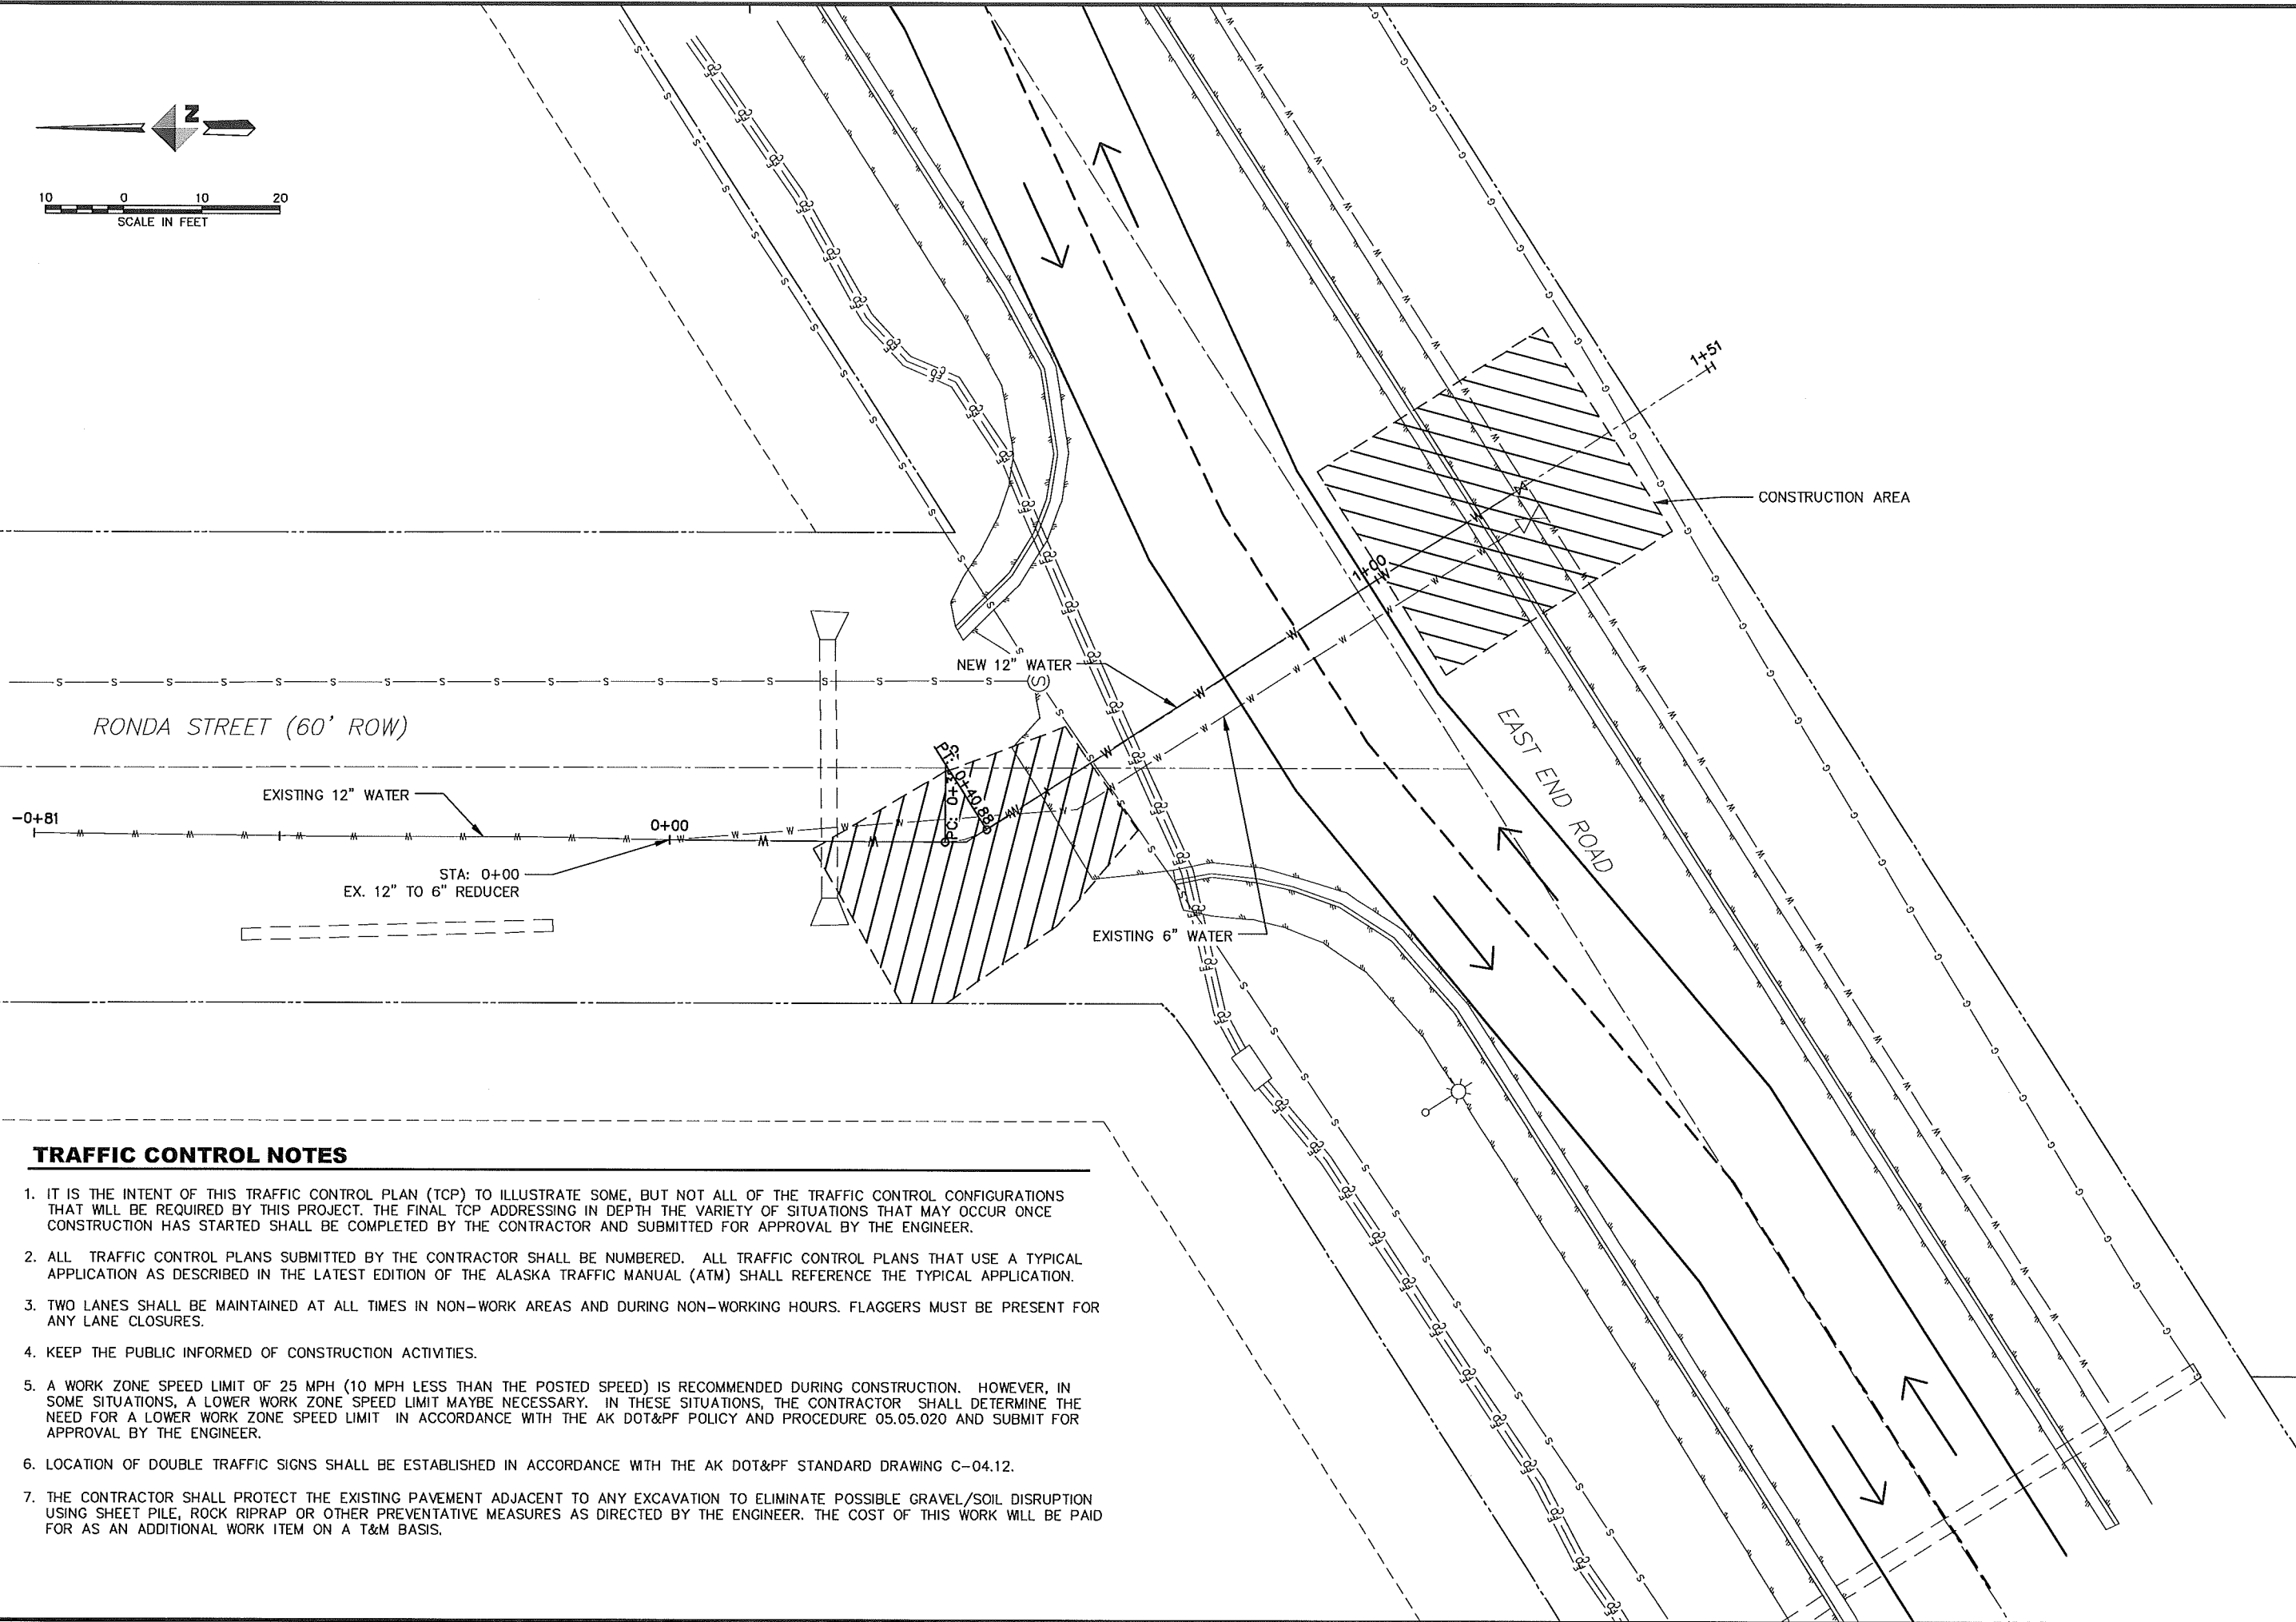 Z
10 0 10 20
SCALE IN FEET
1+51
CONSTRUCTION AREA
1+00
NEW 12" WATER
RONDA STREET (60' ROW)
EAST END ROAD
EXISTING 12" WATER
-0+81
0+00
STA: 0+00
EX. 12" TO 6" REDUCER
EXISTING 6" WATER
TRAFFIC CONTROL NOTES
1. IT IS THE INTENT OF THIS TRAFFIC CONTROL PLAN (TCP) TO ILLUSTRATE SOME, BUT NOT ALL OF THE TRAFFIC CONTROL CONFIGURATIONS
THAT WILL BE REQUIRED BY THIS PROJECT. THE FINAL TCP ADDRESSING IN DEPTH THE VARIETY OF SITUATIONS THAT MAY OCCUR ONCE
CONSTRUCTION HAS STARTED SHALL BE COMPLETED BY THE CONTRACTOR AND SUBMITTED FOR APPROVAL BY THE ENGINEER.
2. ALL TRAFFIC CONTROL PLANS SUBMITTED BY THE CONTRACTOR SHALL BE NUMBERED. ALL TRAFFIC CONTROL PLANS THAT USE A TYPICAL
APPLICATION AS DESCRIBED IN THE LATEST EDITION OF THE ALASKA TRAFFIC MANUAL (ATM) SHALL REFERENCE THE TYPICAL APPLICATION.
3. TWO LANES SHALL BE MAINTAINED AT ALL TIMES IN NON-WORK AREAS AND DURING NON-WORKING HOURS. FLAGGERS MUST BE PRESENT FOR
ANY LANE CLOSURES.
4. KEEP THE PUBLIC INFORMED OF CONSTRUCTION ACTIVITIES.
5. A WORK ZONE SPEED LIMIT OF 25 MPH (10 MPH LESS THAN THE POSTED SPEED) IS RECOMMENDED DURING CONSTRUCTION. HOWEVER, IN
SOME SITUATIONS, A LOWER WORK ZONE SPEED LIMIT MAYBE NECESSARY. IN THESE SITUATIONS, THE CONTRACTOR SHALL DETERMINE THE
NEED FOR A LOWER WORK ZONE SPEED LIMIT IN ACCORDANCE WITH THE AK DOT&PF POLICY AND PROCEDURE 05.05.020 AND SUBMIT FOR
APPROVAL BY THE ENGINEER.
6. LOCATION OF DOUBLE TRAFFIC SIGNS SHALL BE ESTABLISHED IN ACCORDANCE WITH THE AK DOT&PF STANDARD DRAWING C-04.12.
7. THE CONTRACTOR SHALL PROTECT THE EXISTING PAVEMENT ADJACENT TO ANY EXCAVATION TO ELIMINATE POSSIBLE GRAVEL/SOIL DISRUPTION
USING SHEET PILE, ROCK RIPRAP OR OTHER PREVENTATIVE MEASURES AS DIRECTED BY THE ENGINEER. THE COST OF THIS WORK WILL BE PAID
FOR AS AN ADDITIONAL WORK ITEM ON A T&M BASIS.